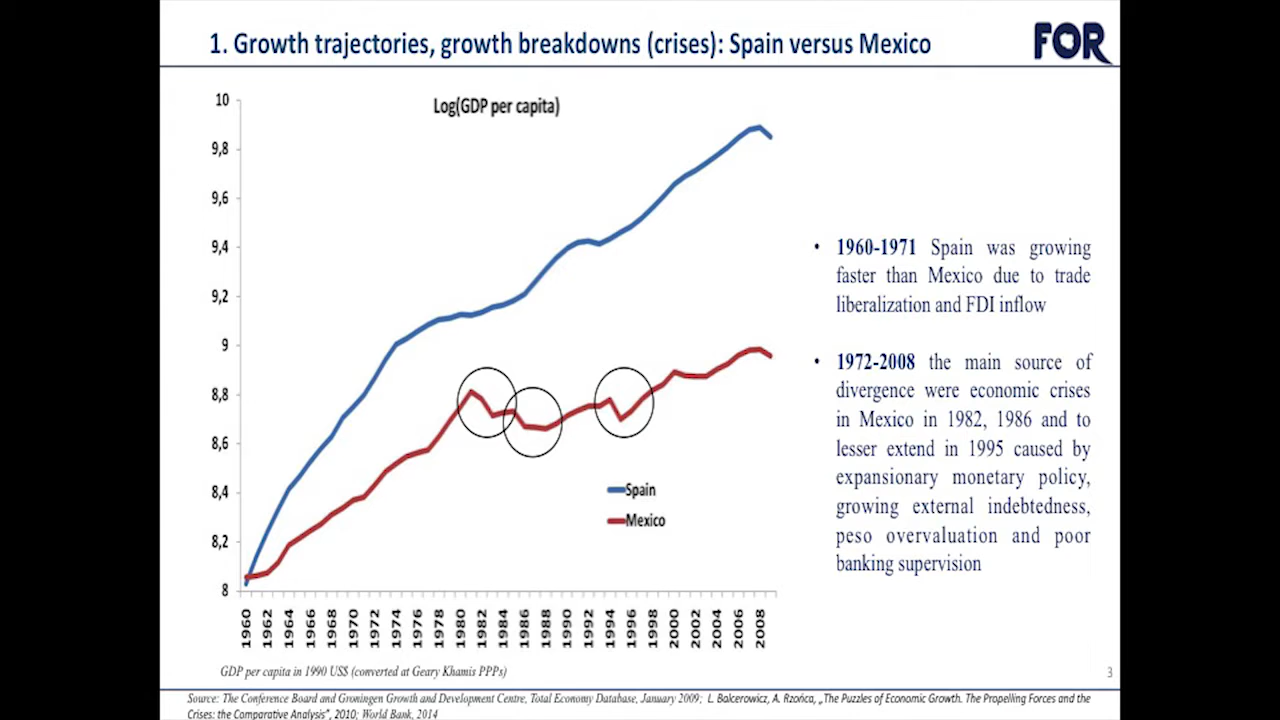 1. Growth trajectories, growth breakdowns (crises): Spain versus Mexico
FOR
Log(GDP per capita)
10
9,8
9,6
9,4
9,2
9
8,8
8,6
8,4
8,2
8
1960
1962
1964
1966
1968
1970
1972
1974
1976
1978
1980
1982
1984
1986
1988
1990
1992
1994
1996
1998
2000
2002
2004
2006
2008
Spain
Mexico
GDP per capita in 1990 US$ (converted at Geary Khamis PPPs)
• 1960-1971 Spain was growing
faster than Mexico due to trade
liberalization and FDI inflow
• 1972-2008 the main source of
divergence were economic crises
in Mexico in 1982, 1986 and to
lesser extend in 1995 caused by
expansionary monetary policy,
growing external indebtedness,
peso overvaluation and poor
banking supervision
3
Source: The Conference Board and Groningen Growth and Development Centre, Total Economy Database, January 2009; L. Balcerowicz, A. Rzońca, „The Puzzles of Economic Growth. The Propelling Forces and the
Crises: the Comparative Analysis", 2010; World Bank, 2014